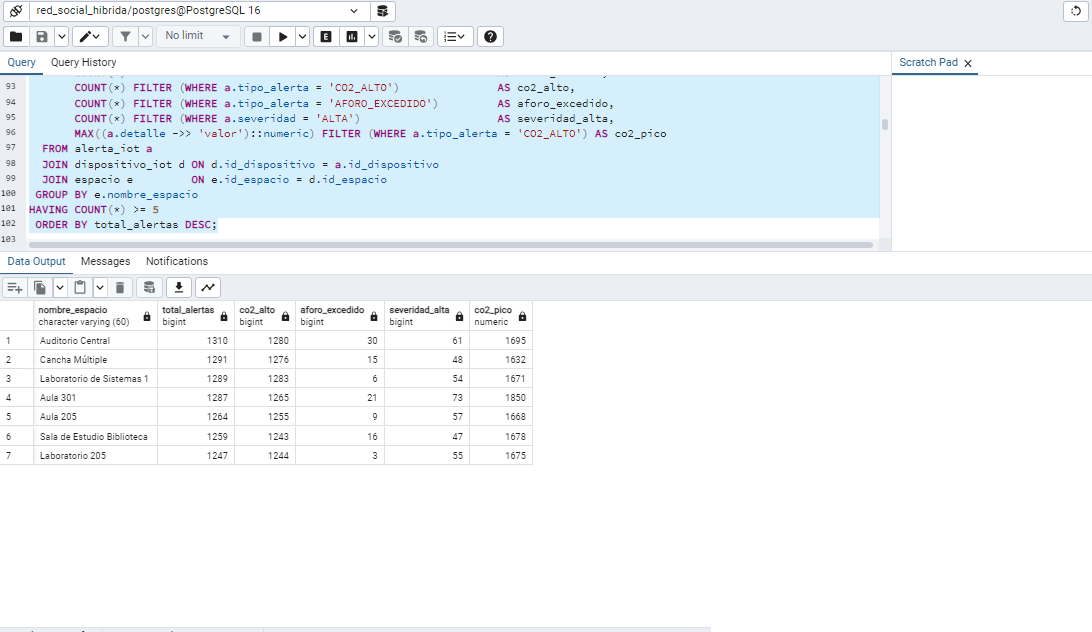 red_social_hibrida/postgres@PostgreSQL 16
No limit
Query Query History
Scratch Pad
93 COUNT(*) FILTER (WHERE a.tipo_alerta = 'CO2_ALTO') AS co2_alto,
94 COUNT(*) FILTER (WHERE a.tipo_alerta = 'AFORO_EXCEDIDO') AS aforo_excedido,
95 COUNT(*) FILTER (WHERE a.severidad = 'ALTA') AS severidad_alta,
96 MAX((a.detalle ->> 'valor')::numeric) FILTER (WHERE a.tipo_alerta = 'CO2_ALTO') AS co2_pico
97 FROM alerta_iot a
98 JOIN dispositivo_iot d ON d.id_dispositivo = a.id_dispositivo
99 JOIN espacio e ON e.id_espacio = d.id_espacio
100 GROUP BY e.nombre_espacio
101 HAVING COUNT(*) >= 5
102 ORDER BY total_alertas DESC;
103
Data Output Messages Notifications
nombre_espacio total_alertas co2_alto aforo_excedido severidad_alta co2_pico
character varying (60) bigint bigint bigint bigint numeric
1 Auditorio Central 1310 1280 30 61 1695
2 Cancha Múltiple 1291 1276 15 48 1632
3 Laboratorio de Sistemas 1 1289 1283 6 54 1671
4 Aula 301 1287 1265 21 73 1850
5 Aula 205 1264 1255 9 57 1668
6 Sala de Estudio Biblioteca 1259 1243 16 47 1678
7 Laboratorio 205 1247 1244 3 55 1675